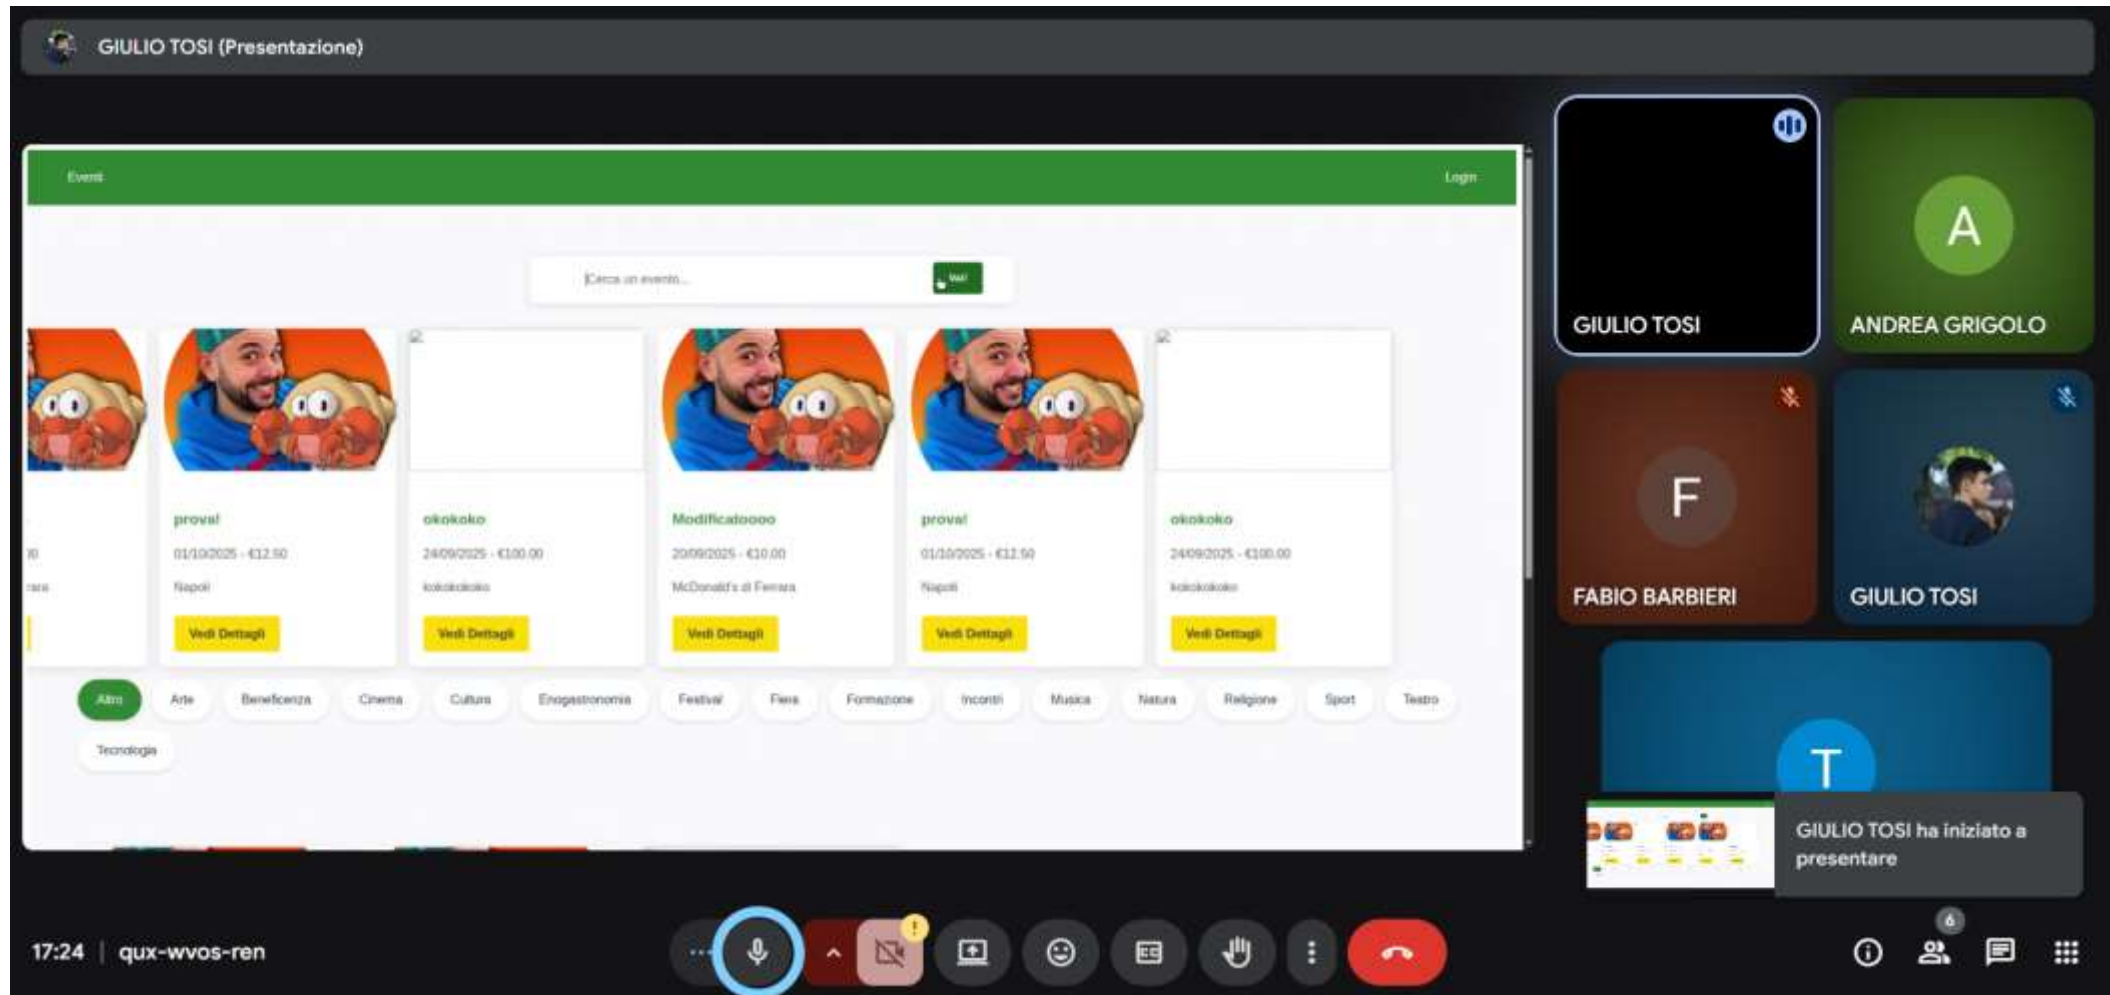 GIULIO TOSI (Presentazione)
Eventi
Login
Cerca un evento...
Vai!
prova!
okokoko
Modificatoooo
prova!
okokoko
01/10/2025 - €12.50
24/09/2025 - €100.00
20/09/2025 - €10.00
01/10/2025 - €12.50
24/09/2025 - €100.00
Napoli
kokokokoko
McDonald's di Ferrara
Napoli
kokokokoko
Vedi Dettagli
Vedi Dettagli
Vedi Dettagli
Vedi Dettagli
Vedi Dettagli
Altro
Arte
Beneficenza
Cinema
Cultura
Enogastronomia
Festival
Fiera
Formazione
Incontri
Musica
Natura
Religione
Sport
Teatro
Tecnologia
GIULIO TOSI
A
ANDREA GRIGOLO
F
FABIO BARBIERI
GIULIO TOSI
T
GIULIO TOSI ha iniziato a
presentare
17:24 | qux-wvos-ren
6